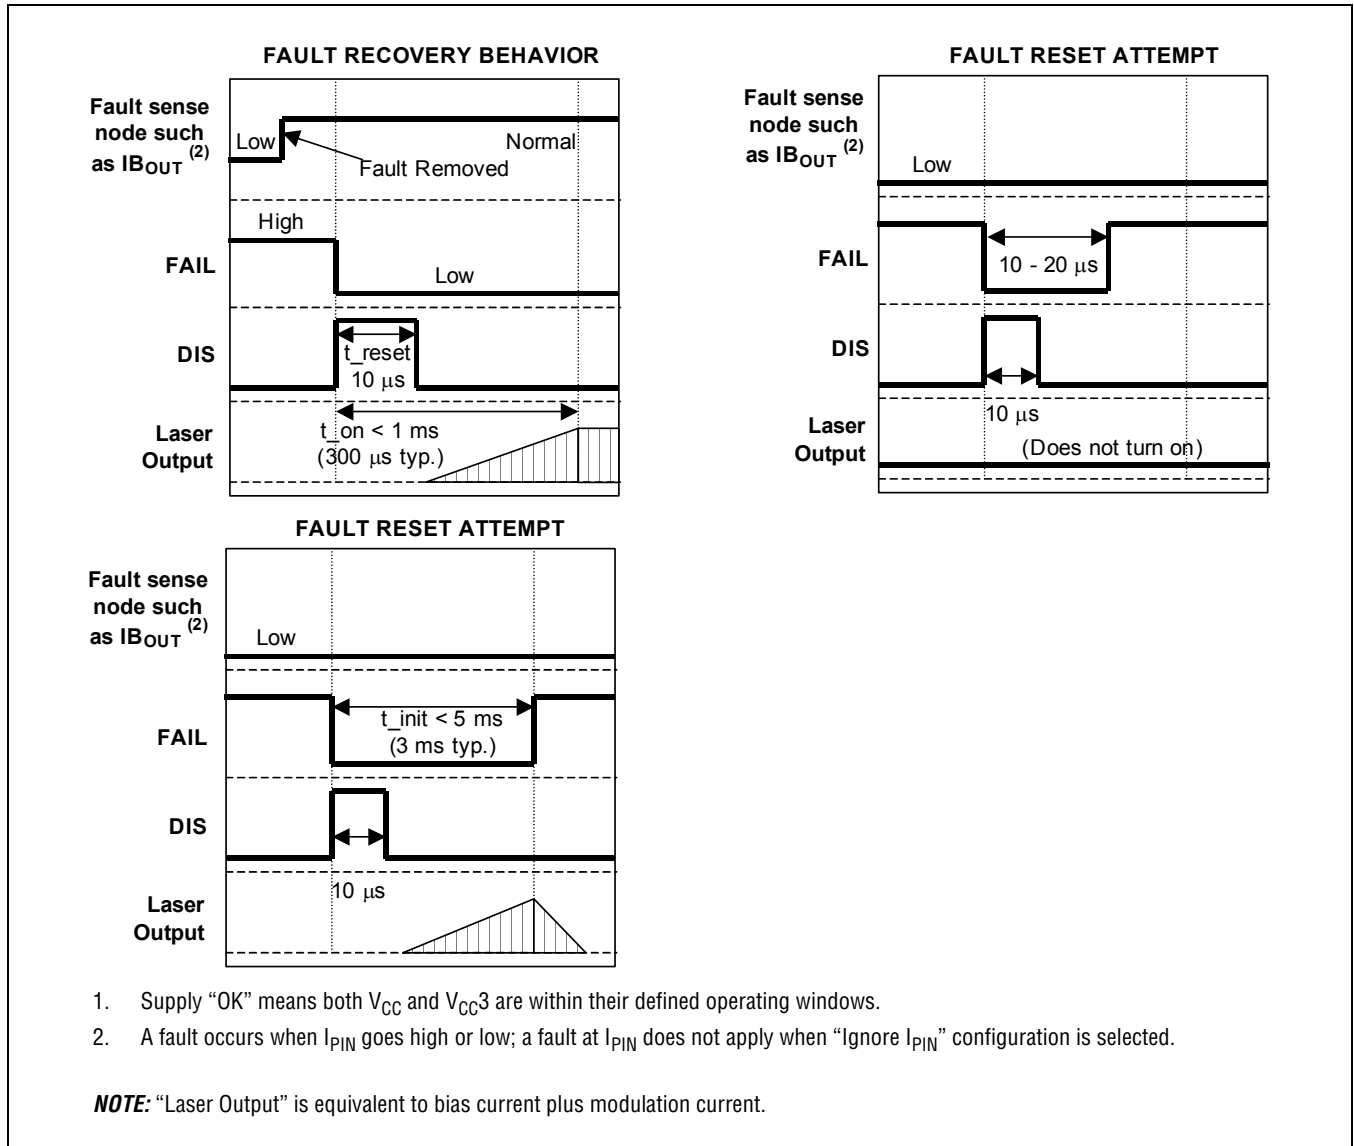 FAULT RECOVERY BEHAVIOR
Fault sense
node such
as IBOUT (2)
Low
Normal
Fault Removed
High
FAIL
Low
DIS
t_reset
10 µs
Laser
Output
t_on < 1 ms
(300 µs typ.)
FAULT RESET ATTEMPT
Fault sense
node such
as IBOUT (2)
Low
FAIL
10 - 20 µs
DIS
10 µs
Laser
Output
(Does not turn on)
FAULT RESET ATTEMPT
Fault sense
node such
as IBOUT (2)
Low
FAIL
t_init < 5 ms
(3 ms typ.)
DIS
10 µs
Laser
Output
1. Supply “OK” means both VCC and VCC3 are within their defined operating windows.
2. A fault occurs when IPIN goes high or low; a fault at IPIN does not apply when “Ignore IPIN” configuration is selected.
NOTE: “Laser Output” is equivalent to bias current plus modulation current.